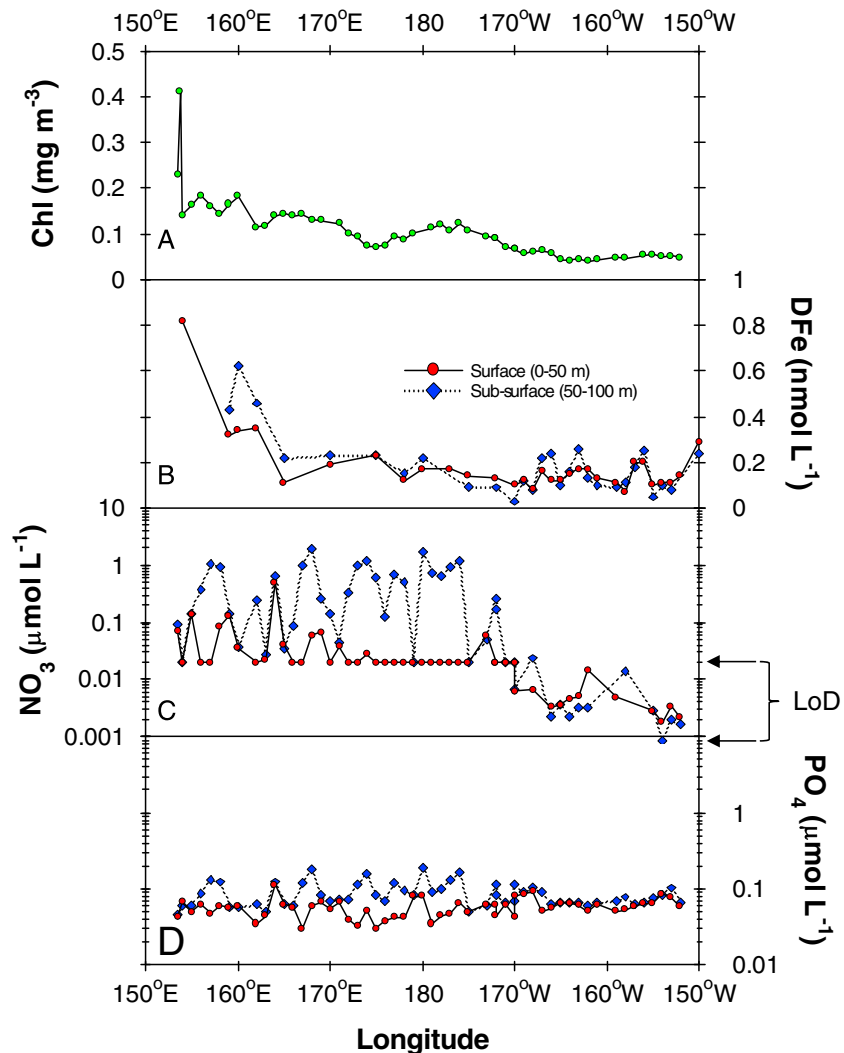 150°E 160°E 170°E 180 170°W 160°W 150°W
0.5
0.4
0.3
0.2
0.1
0
Chl (mg m⁻³)
A
1
0.8
0.6
0.4
0.2
0
DFe (nmol L⁻¹)
Surface (0-50 m)
Sub-surface (50-100 m)
B
10
1
0.1
0.01
0.001
NO₃ (μmol L⁻¹)
C
LoD
1
0.1
0.01
PO₄ (μmol L⁻¹)
D
150°E 160°E 170°E 180 170°W 160°W 150°W
Longitude